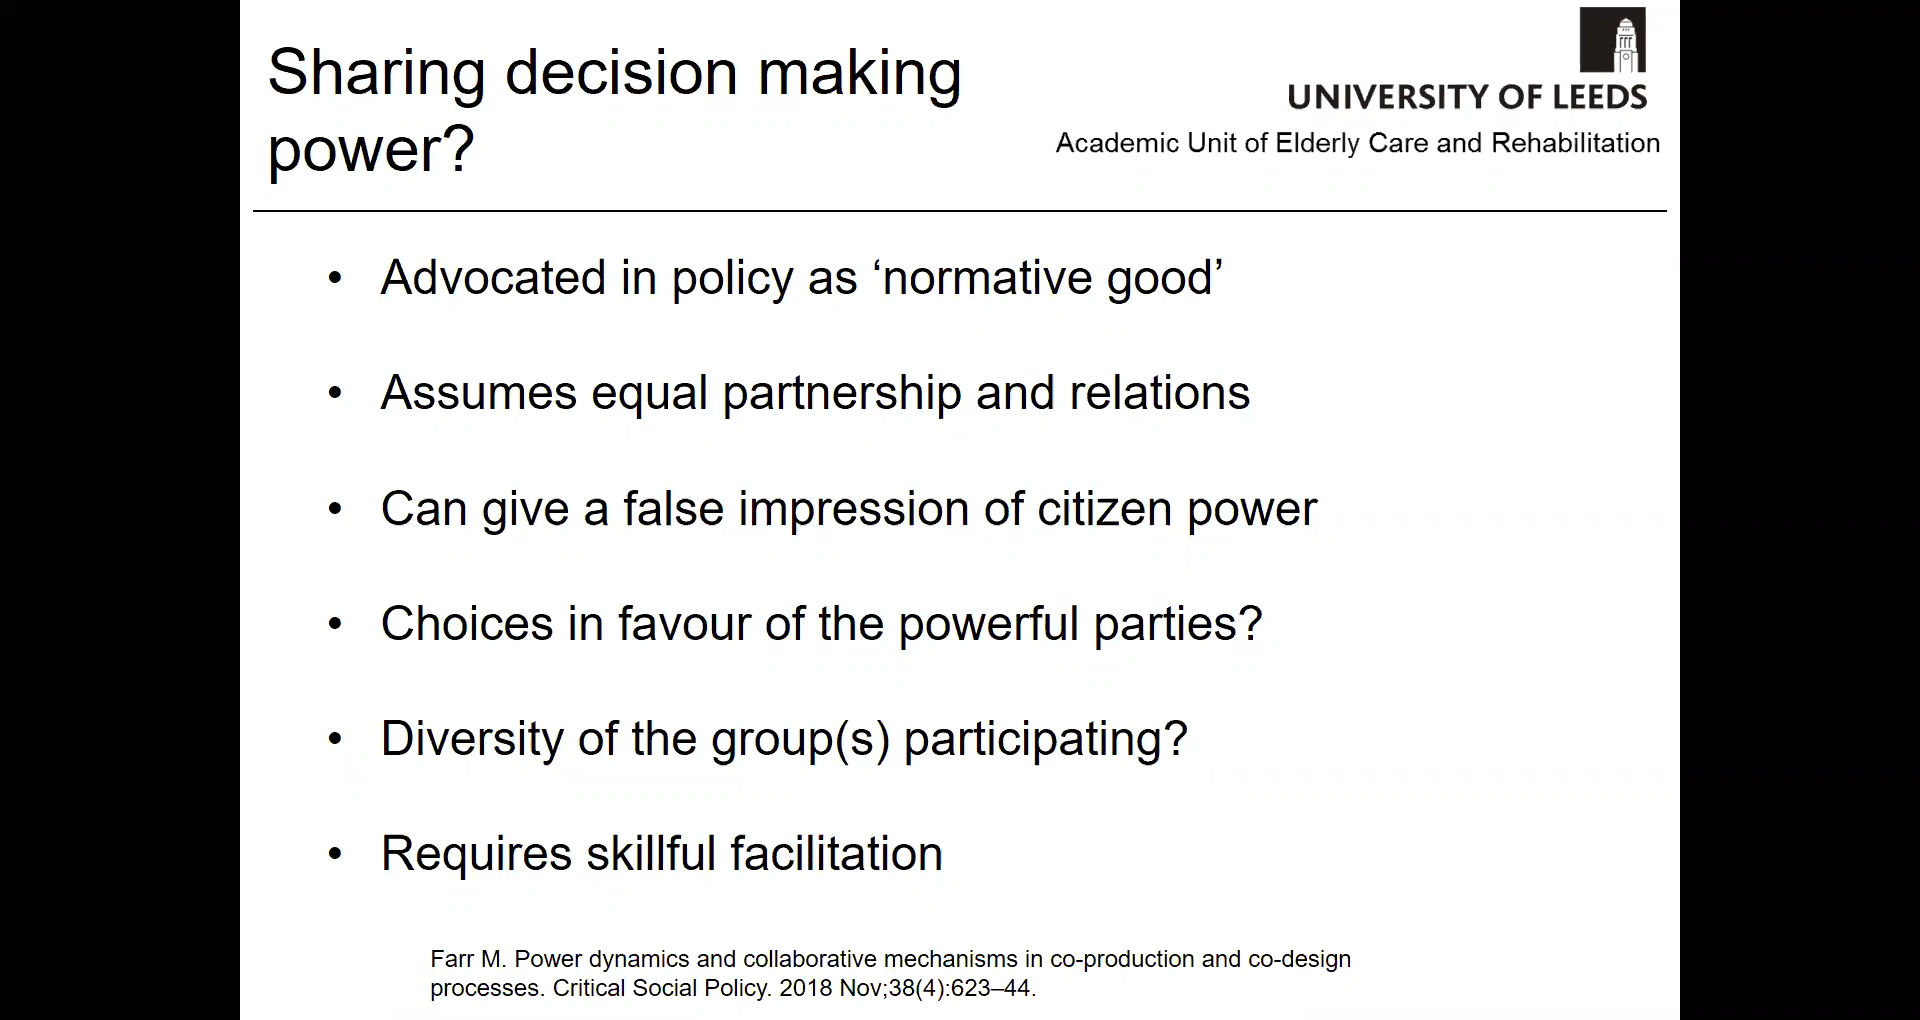 Sharing decision making
power?
UNIVERSITY OF LEEDS
Academic Unit of Elderly Care and Rehabilitation
• Advocated in policy as ‘normative good’
• Assumes equal partnership and relations
• Can give a false impression of citizen power
• Choices in favour of the powerful parties?
• Diversity of the group(s) participating?
• Requires skillful facilitation
Farr M. Power dynamics and collaborative mechanisms in co-production and co-design
processes. Critical Social Policy. 2018 Nov;38(4):623–44.